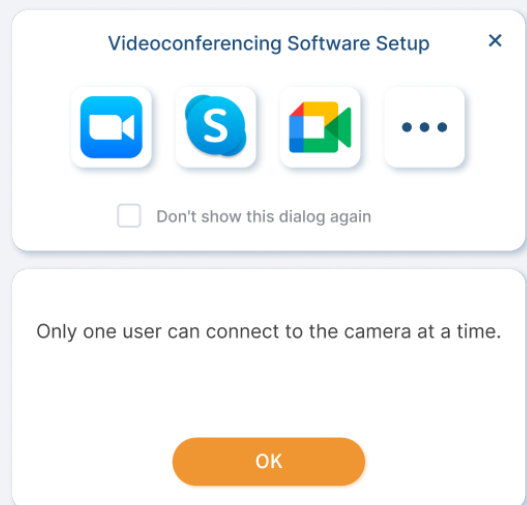 Videoconferencing Software Setup
S
Don't show this dialog again
Only one user can connect to the camera at a time.
OK